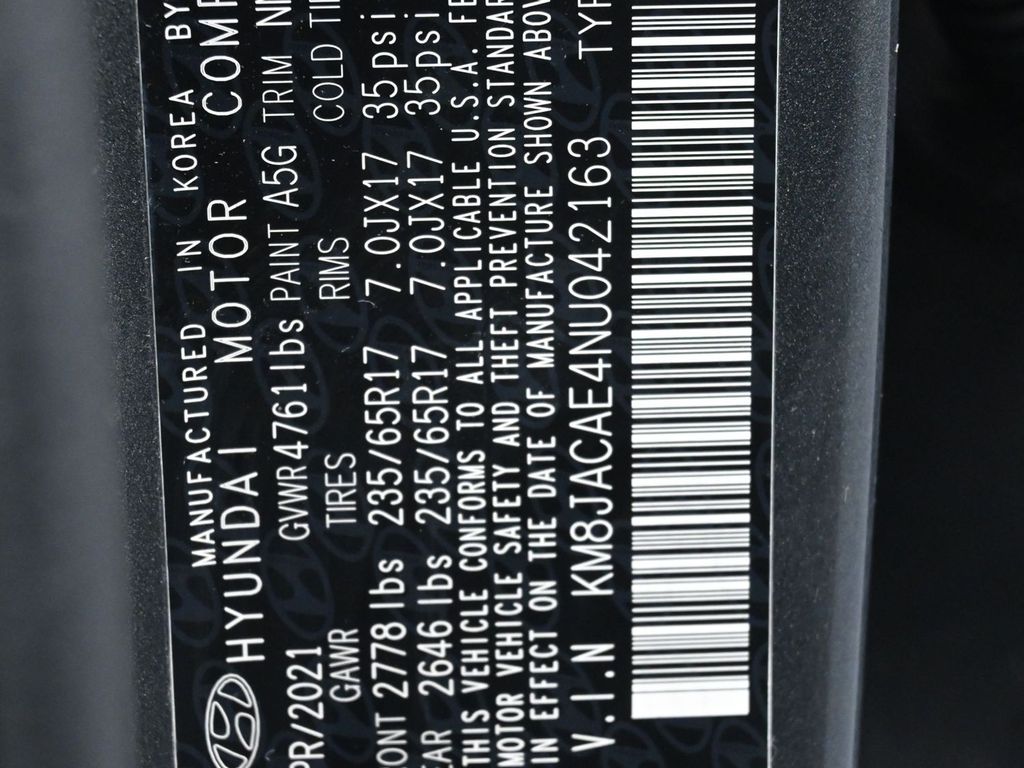 MANUFACTURED IN KOREA BY
HYUNDAI MOTOR COMP
PR/2021 GVWR4761lbs PAINT A5G TRIM NN
GAWR TIRES RIMS COLD TI
ONT 2778 lbs 235/65R17 7.0JX17 35psi
EAR 2646 lbs 235/65R17 7.0JX17 35psi
THIS VEHICLE CONFORMS TO ALL APPLICABLE U.S.A. FE
MOTOR VEHICLE SAFETY AND THEFT PREVENTION STANDAR
IN EFFECT ON THE DATE OF MANUFACTURE SHOWN ABOV
V.I.N KM8JACAE4NU042163 TYP